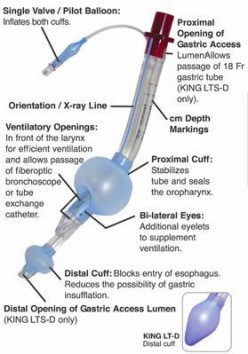 Single Valve / Pilot Balloon:
Inflates both cuffs.
Proximal
Opening of
Gastric Access
LumenAllows
passage of 18 Fr
gastric tube
(KING LTS-D
only).
Orientation / X-ray Line
cm Depth
Markings
Ventilatory Openings:
In front of the larynx
for efficient ventilation
and allows passage
of fiberoptic
bronchoscope or
tube
exchange
catheter.
Proximal Cuff:
Stabilizes
tube and seals
the oropharynx.
Bi-lateral Eyes:
Additional eyelets
to supplement
ventilation.
Distal Cuff: Blocks entry of esophagus.
Reduces the possibility of gastric
insufflation.
Distal Opening of Gastric Access Lumen
(KING LTS-D only)
KING LT-D
Distal cuff